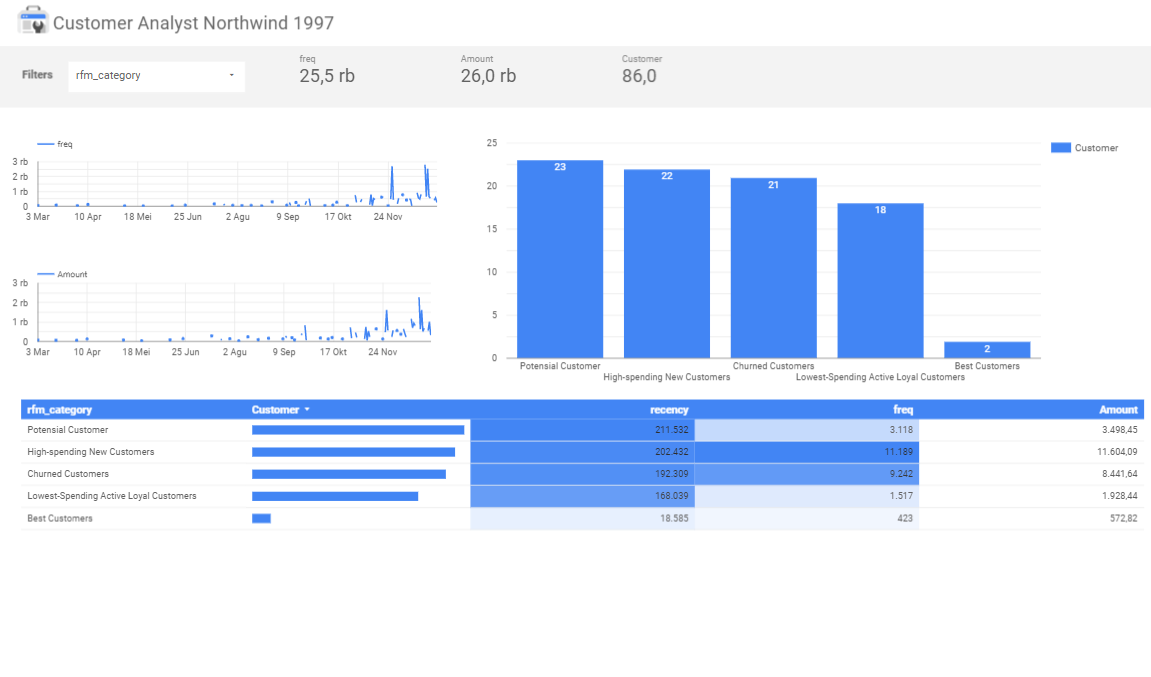 Customer Analyst Northwind 1997
Filters
rfm_category
freq
25,5 rb
Amount
26,0 rb
Customer
86,0
freq
3 rb
2 rb
1 rb
0
3 Mar 10 Apr 18 Mei 25 Jun 2 Agu 9 Sep 17 Okt 24 Nov
Amount
3 rb
2 rb
1 rb
0
3 Mar 10 Apr 18 Mei 25 Jun 2 Agu 9 Sep 17 Okt 24 Nov
25
20
15
10
5
0
23
22
21
18
2
Potensial Customer
High-spending New Customers
Churned Customers
Lowest-Spending Active Loyal Customers
Best Customers
Customer
rfm_category Customer recency freq Amount
Potensial Customer 211.532 3.118 3.498,45
High-spending New Customers 202.432 11.189 11.604,09
Churned Customers 192.309 9.242 8.441,64
Lowest-Spending Active Loyal Customers 168.039 1.517 1.928,44
Best Customers 18.585 423 572,82